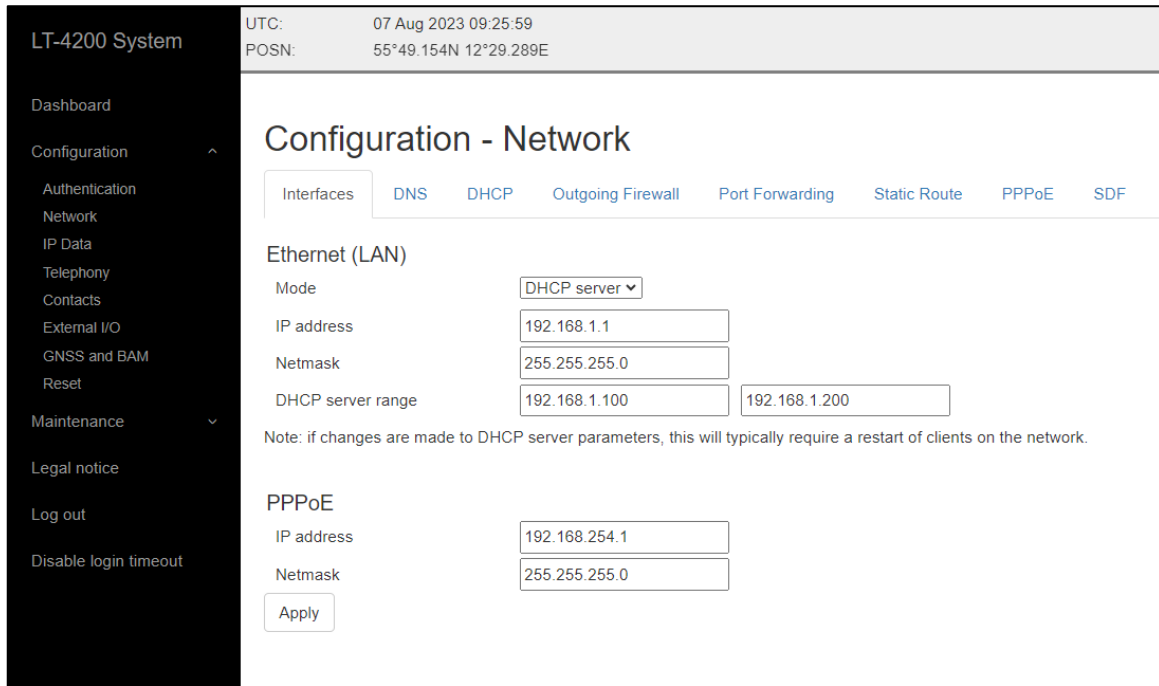 LT-4200 System
Dashboard
Configuration
Authentication
Network
IP Data
Telephony
Contacts
External I/O
GNSS and BAM
Reset
Maintenance
Legal notice
Log out
Disable login timeout
UTC: 07 Aug 2023 09:25:59
POSN: 55°49.154N 12°29.289E
Configuration - Network
Interfaces DNS DHCP Outgoing Firewall Port Forwarding Static Route PPPoE SDF
Ethernet (LAN)
Mode DHCP server
IP address 192.168.1.1
Netmask 255.255.255.0
DHCP server range 192.168.1.100 192.168.1.200
Note: if changes are made to DHCP server parameters, this will typically require a restart of clients on the network.
PPPoE
IP address 192.168.254.1
Netmask 255.255.255.0
Apply